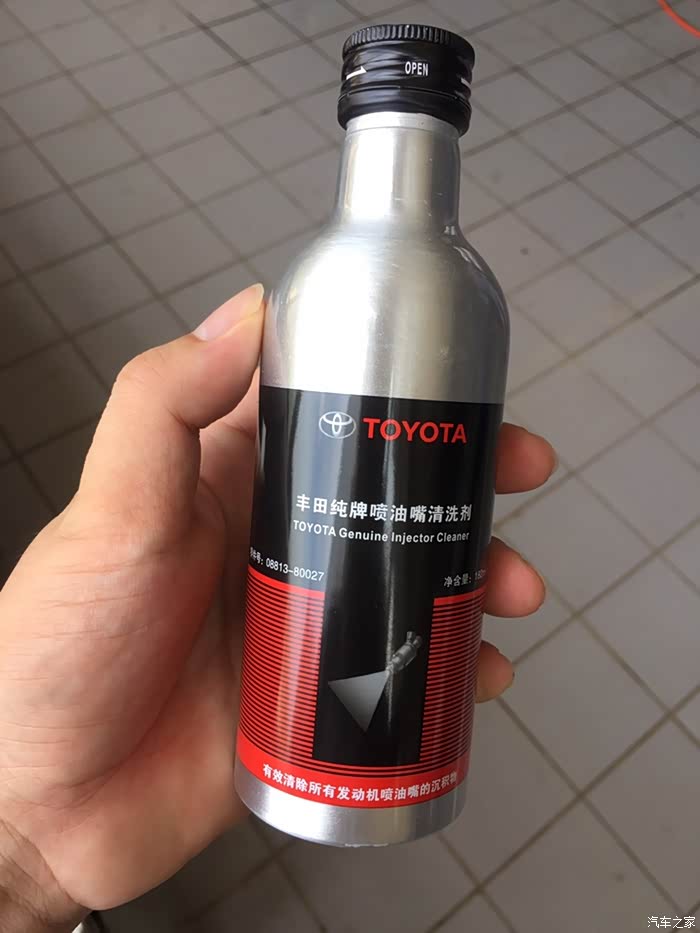 OPEN
TOYOTA
丰田纯牌喷油嘴清洗剂
TOYOTA Genuine Injector Cleaner
号: 08813-80027
净含量:
有效清除所有发动机喷油嘴的沉积物
汽车之家